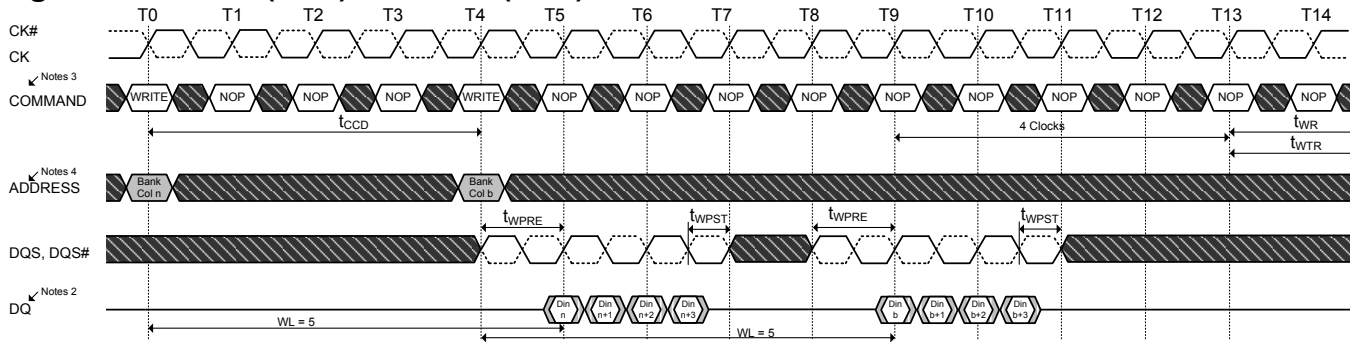 T0 T1 T2 T3 T4 T5 T6 T7 T8 T9 T10 T11 T12 T13 T14
CK#
CK
Notes 3
COMMAND WRITE NOP NOP NOP WRITE NOP NOP NOP NOP NOP NOP NOP NOP NOP NOP
tCCD 4 Clocks tWR
tWTR
Notes 4
ADDRESS Bank Col n Bank Col b
tWPRE tWPST tWPRE tWPST
DQS, DQS#
Notes 2
DQ Din n Din n+1 Din n+2 Din n+3 Din b Din b+1 Din b+2 Din b+3
WL = 5 WL = 5